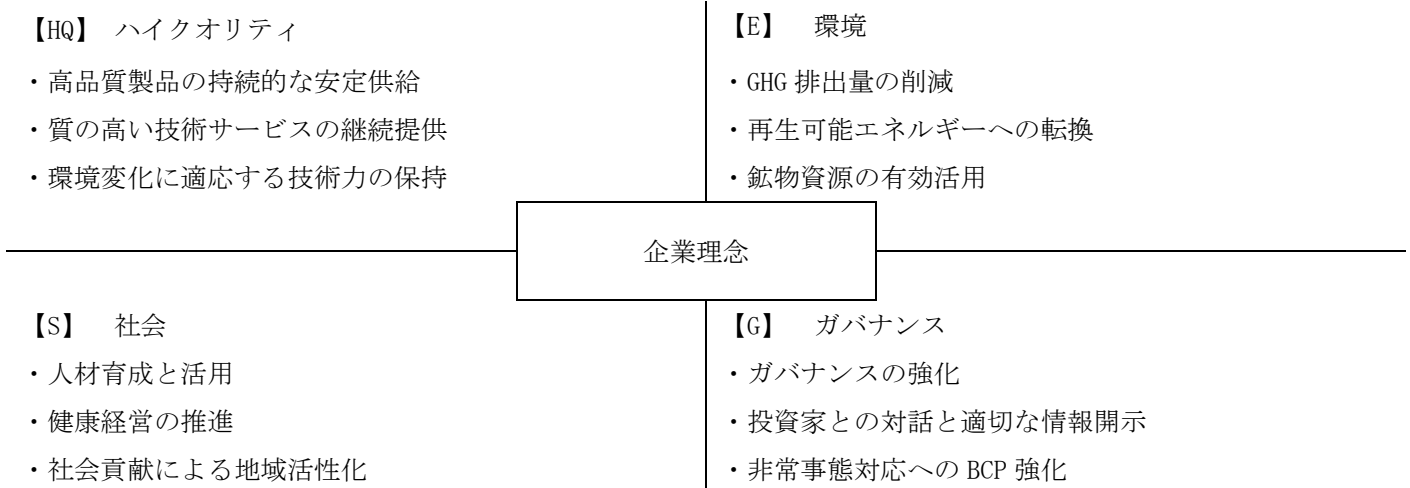 【HQ】 ハイクオリティ
・高品質製品の持続的な安定供給
・質の高い技術サービスの継続提供
・環境変化に適応する技術力の保持
【E】 環境
・GHG 排出量の削減
・再生可能エネルギーへの転換
・鉱物資源の有効活用
企業理念
【S】 社会
・人材育成と活用
・健康経営の推進
・社会貢献による地域活性化
【G】 ガバナンス
・ガバナンスの強化
・投資家との対話と適切な情報開示
・非常事態対応への BCP 強化